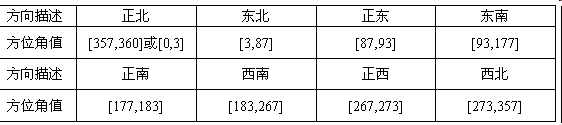 方向描述 正北 东北 正东 东南
方位角值 [357,360]或[0,3] [3,87] [87,93] [93,177]
方向描述 正南 西南 正西 西北
方位角值 [177,183] [183,267] [267,273] [273,357]